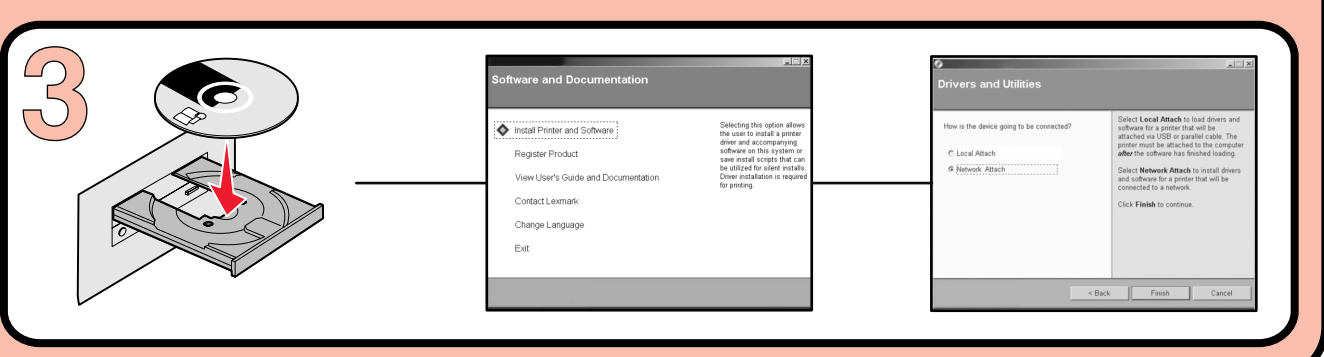 3
Software and Documentation
Install Printer and Software
Register Product
View User's Guide and Documentation
Contact Lexmark
Change Language
Exit
Selecting this option allows
the user to install a printer
driver and accompanying
software on this system or
save install scripts that can
be utilized for silent installs.
Driver installation is required
for printing.
Drivers and Utilities
How is the device going to be connected?
Local Attach
Network Attach
Select Local Attach to load drivers and
software for a printer that will be
attached via USB or parallel cable. The
printer must be attached to the computer
after the software has finished loading.
Select Network Attach to install drivers
and software for a printer that will be
connected to a network.
Click Finish to continue.
< Back
Finish
Cancel